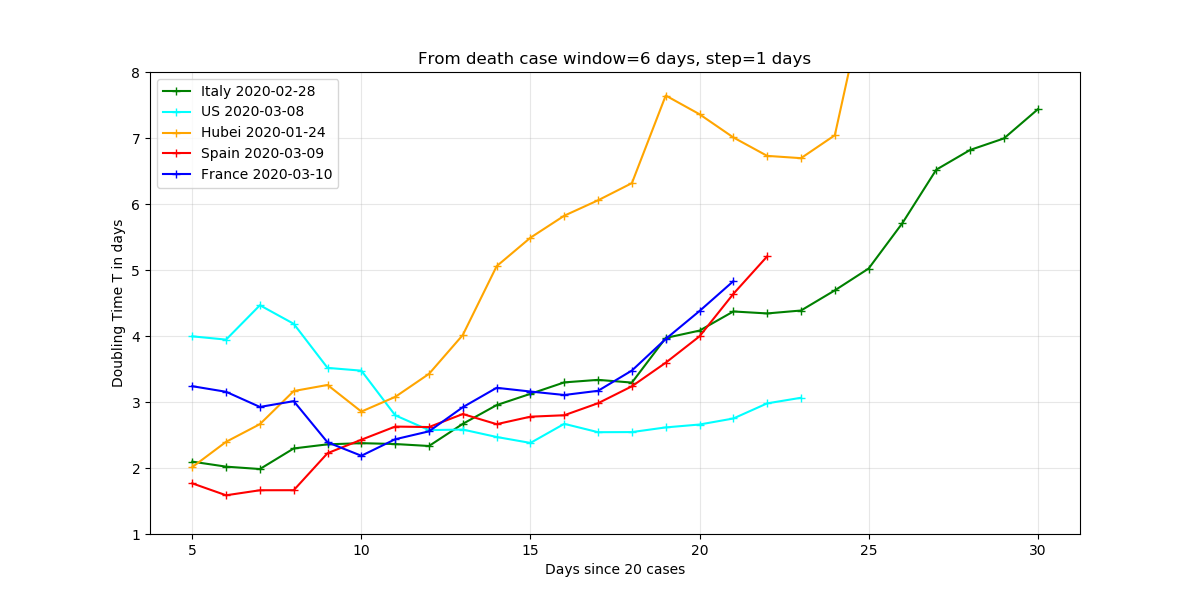 From death case window=6 days, step=1 days
Italy 2020-02-28
US 2020-03-08
Hubei 2020-01-24
Spain 2020-03-09
France 2020-03-10
Doubling Time T in days
8
7
6
5
4
3
2
1
5 10 15 20 25 30
Days since 20 cases